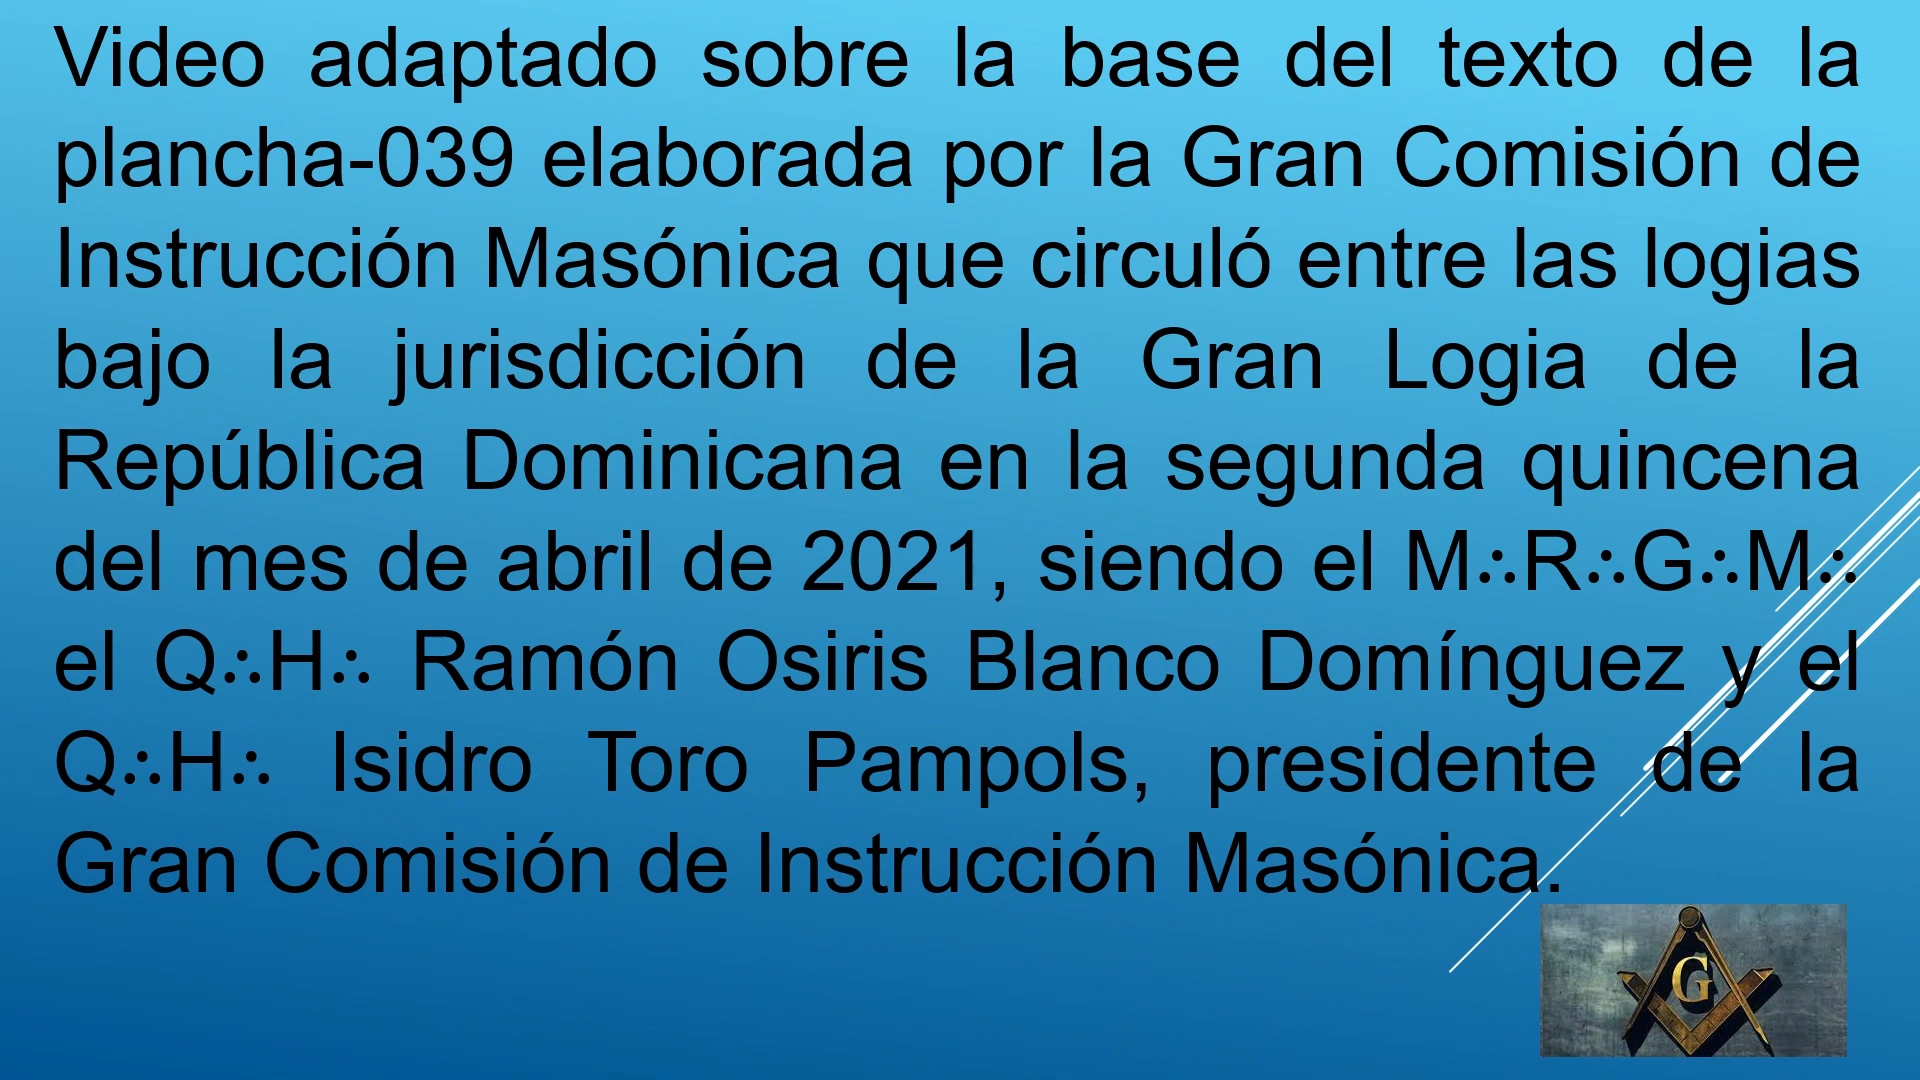 Video adaptado sobre la base del texto de la
plancha-039 elaborada por la Gran Comisión de
Instrucción Masónica que circuló entre las logias
bajo la jurisdicción de la Gran Logia de la
República Dominicana en la segunda quincena
del mes de abril de 2021, siendo el M∴R∴G∴M∴
el Q∴H∴ Ramón Osiris Blanco Domínguez y el
Q∴H∴ Isidro Toro Pampols, presidente de la
Gran Comisión de Instrucción Masónica.
G